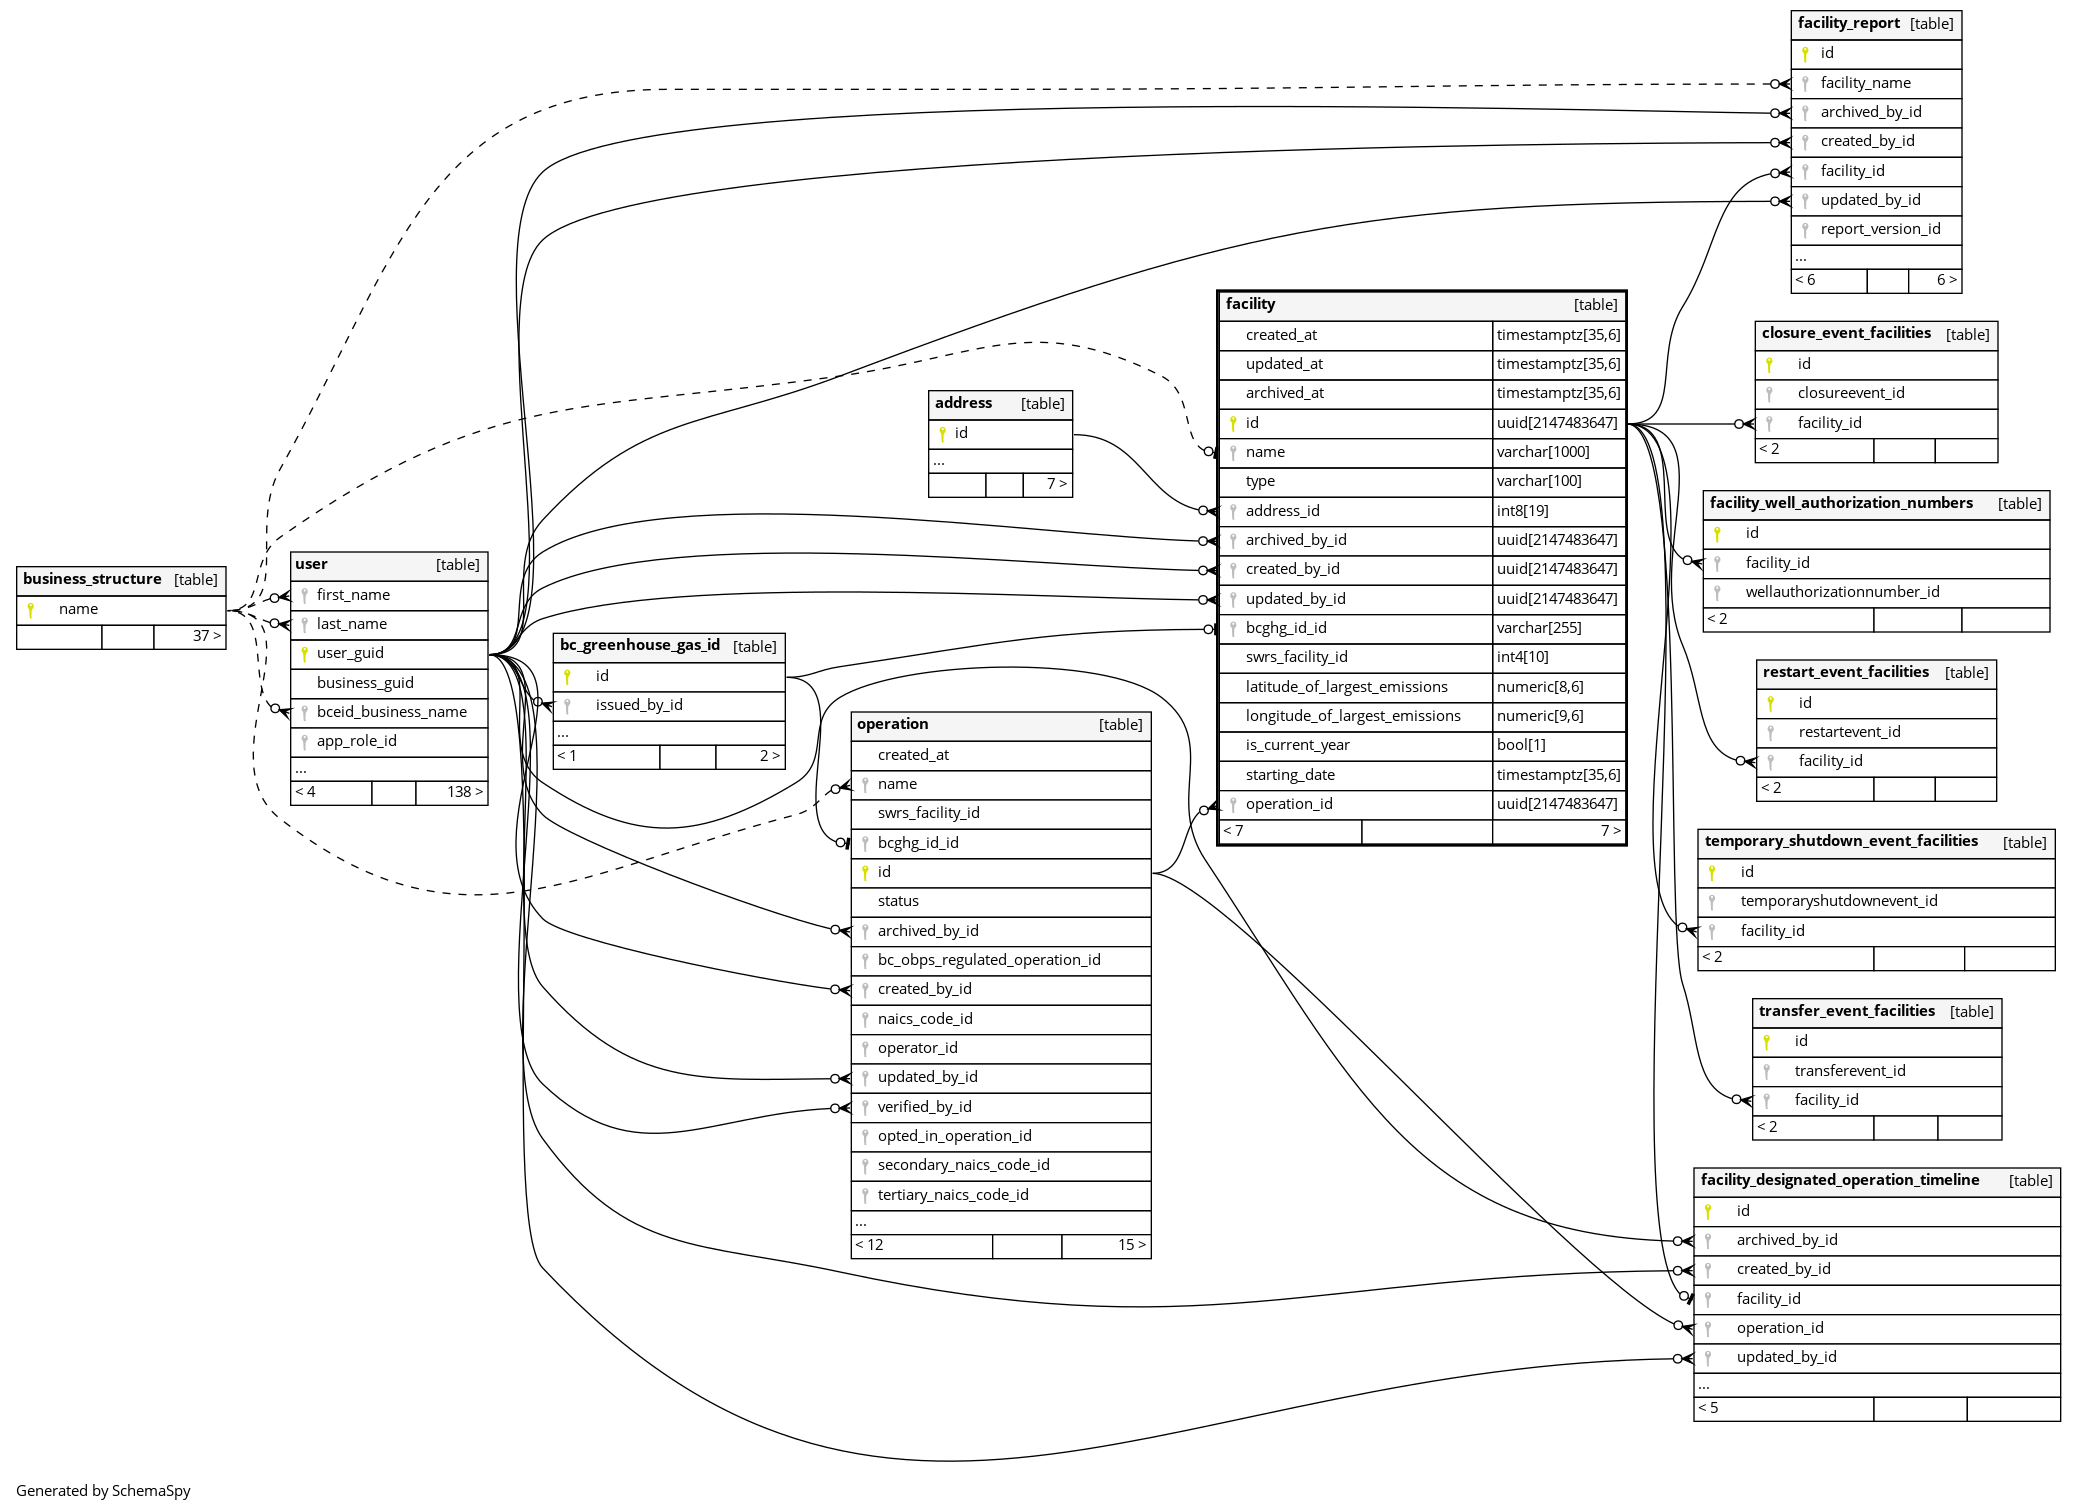 facility_report [table]
id
facility_name
archived_by_id
created_by_id
facility_id
updated_by_id
report_version_id
...
< 6 6 >
closure_event_facilities [table]
id
closureevent_id
facility_id
< 2
facility_well_authorization_numbers [table]
id
facility_id
wellauthorizationnumber_id
< 2
restart_event_facilities [table]
id
restartevent_id
facility_id
< 2
temporary_shutdown_event_facilities [table]
id
temporaryshutdownevent_id
facility_id
< 2
transfer_event_facilities [table]
id
transferevent_id
facility_id
< 2
facility_designated_operation_timeline [table]
id
archived_by_id
created_by_id
facility_id
operation_id
updated_by_id
...
< 5
facility [table]
created_at timestamptz[35,6]
updated_at timestamptz[35,6]
archived_at timestamptz[35,6]
id uuid[2147483647]
name varchar[1000]
type varchar[100]
address_id int8[19]
archived_by_id uuid[2147483647]
created_by_id uuid[2147483647]
updated_by_id uuid[2147483647]
bcghg_id_id varchar[255]
swrs_facility_id int4[10]
latitude_of_largest_emissions numeric[8,6]
longitude_of_largest_emissions numeric[9,6]
is_current_year bool[1]
starting_date timestamptz[35,6]
operation_id uuid[2147483647]
< 7 7 >
address [table]
id
...
7 >
business_structure [table]
name
37 >
user [table]
first_name
last_name
user_guid
business_guid
bceid_business_name
app_role_id
...
< 4 138 >
bc_greenhouse_gas_id [table]
id
issued_by_id
...
< 1 2 >
operation [table]
created_at
name
swrs_facility_id
bcghg_id_id
id
status
archived_by_id
bc_obps_regulated_operation_id
created_by_id
naics_code_id
operator_id
updated_by_id
verified_by_id
opted_in_operation_id
secondary_naics_code_id
tertiary_naics_code_id
...
< 12 15 >
Generated by SchemaSpy